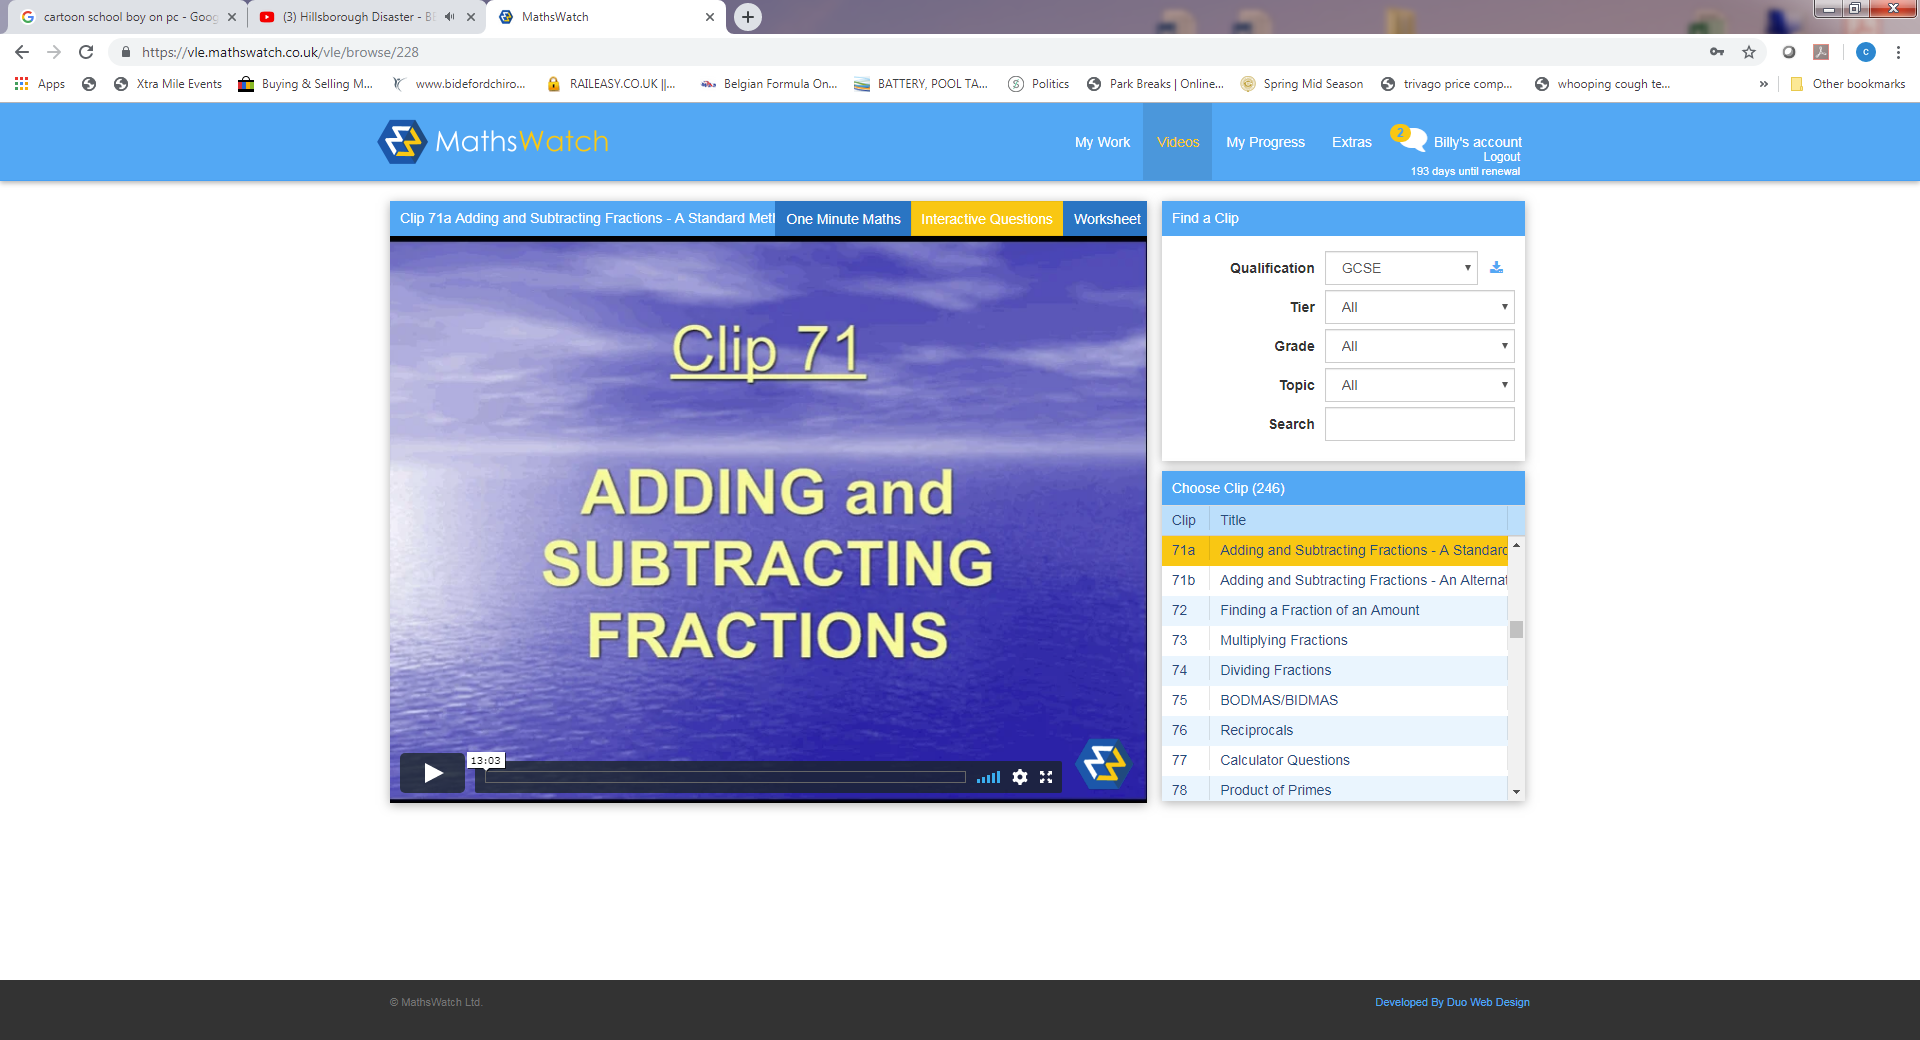 cartoon school boy on pc - Goog
(3) Hillsborough Disaster - BB
MathsWatch
https://vle.mathswatch.co.uk/vle/browse/228
c
Apps
Xtra Mile Events
Buying & Selling M...
www.bidefordchiro...
RAILEASY.CO.UK ||...
Belgian Formula On...
BATTERY, POOL TA...
Politics
Park Breaks | Online...
Spring Mid Season
trivago price comp...
whooping cough te...
»
Other bookmarks
MathsWatch
My Work
Videos
My Progress
Extras
2
Billy's account
Logout
193 days until renewal
Clip 71a Adding and Subtracting Fractions - A Standard Met
One Minute Maths
Interactive Questions
Worksheet
Clip 71
ADDING and
SUBTRACTING
FRACTIONS
13:03
Find a Clip
Qualification GCSE
Tier All
Grade All
Topic All
Search
Choose Clip (246)
Clip Title
71a Adding and Subtracting Fractions - A Standard
71b Adding and Subtracting Fractions - An Alternat
72 Finding a Fraction of an Amount
73 Multiplying Fractions
74 Dividing Fractions
75 BODMAS/BIDMAS
76 Reciprocals
77 Calculator Questions
78 Product of Primes
© MathsWatch Ltd.
Developed By Duo Web Design